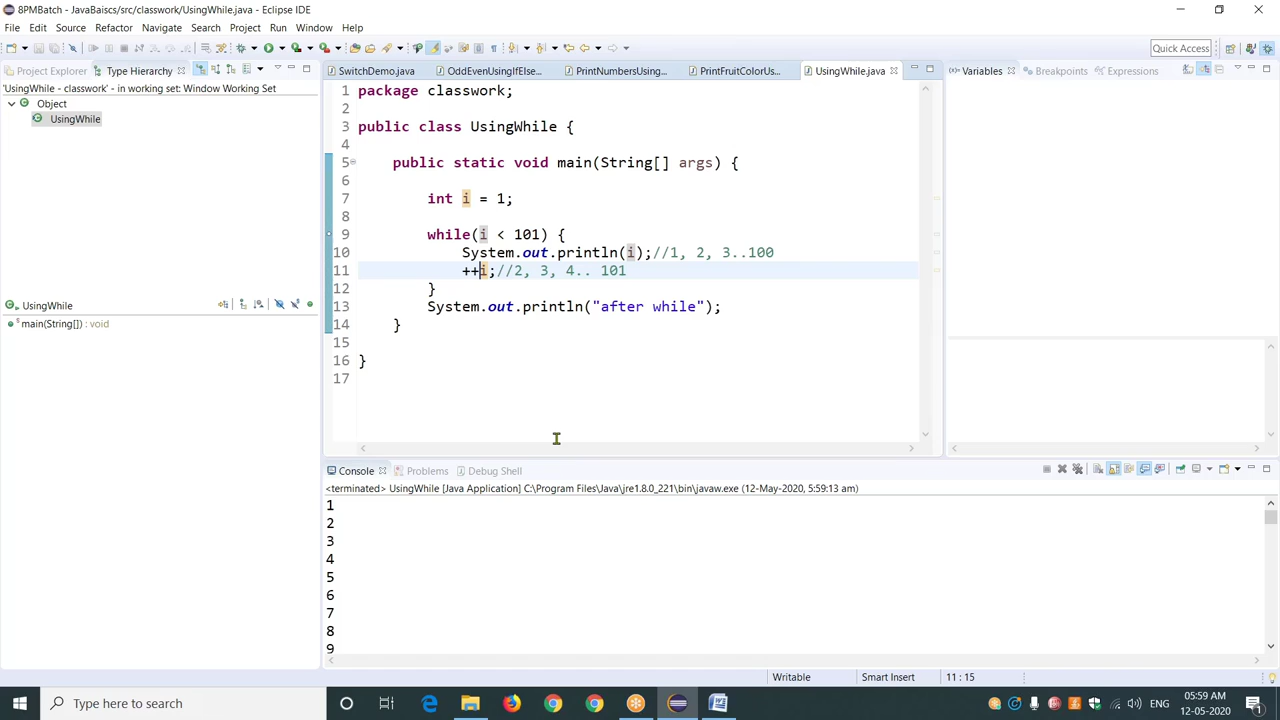 8PMBatch - JavaBaiscs/src/classwork/UsingWhile.java - Eclipse IDE
File Edit Source Refactor Navigate Search Project Run Window Help
Quick Access
Project Explorer Type Hierarchy
SwitchDemo.java OddEvenUsingIfElse... PrintNumbersUsing... PrintFruitColorUs... UsingWhile.java
Variables Breakpoints Expressions
'UsingWhile - classwork' - in working set: Window Working Set
Object
UsingWhile
1 package classwork;
2
3 public class UsingWhile {
4
5 public static void main(String[] args) {
6
7 int i = 1;
8
9 while(i < 101) {
10 System.out.println(i);//1, 2, 3..100
11 ++i;//2, 3, 4.. 101
12 }
13 System.out.println("after while");
14 }
15
16 }
17
UsingWhile
main(String[]) : void
Console Problems Debug Shell
<terminated> UsingWhile [Java Application] C:\Program Files\Java\jre1.8.0_221\bin\javaw.exe (12-May-2020, 5:59:13 am)
1
2
3
4
5
6
7
8
9
Writable Smart Insert 11 : 15
Type here to search
ENG
05:59 AM
12-05-2020
1